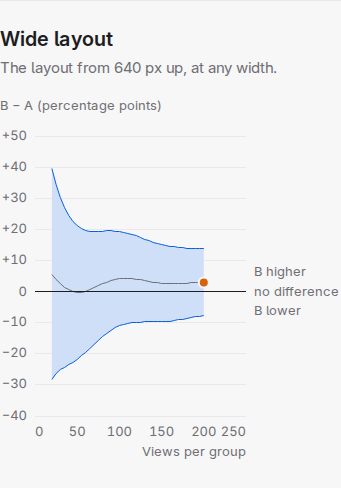 Wide layout
The layout from 640 px up, at any width.
B − A (percentage points)
+50
+40
+30
+20
+10
B higher
0 no difference
B lower
−10
−20
−30
−40
0 50 100 150 200 250
Views per group